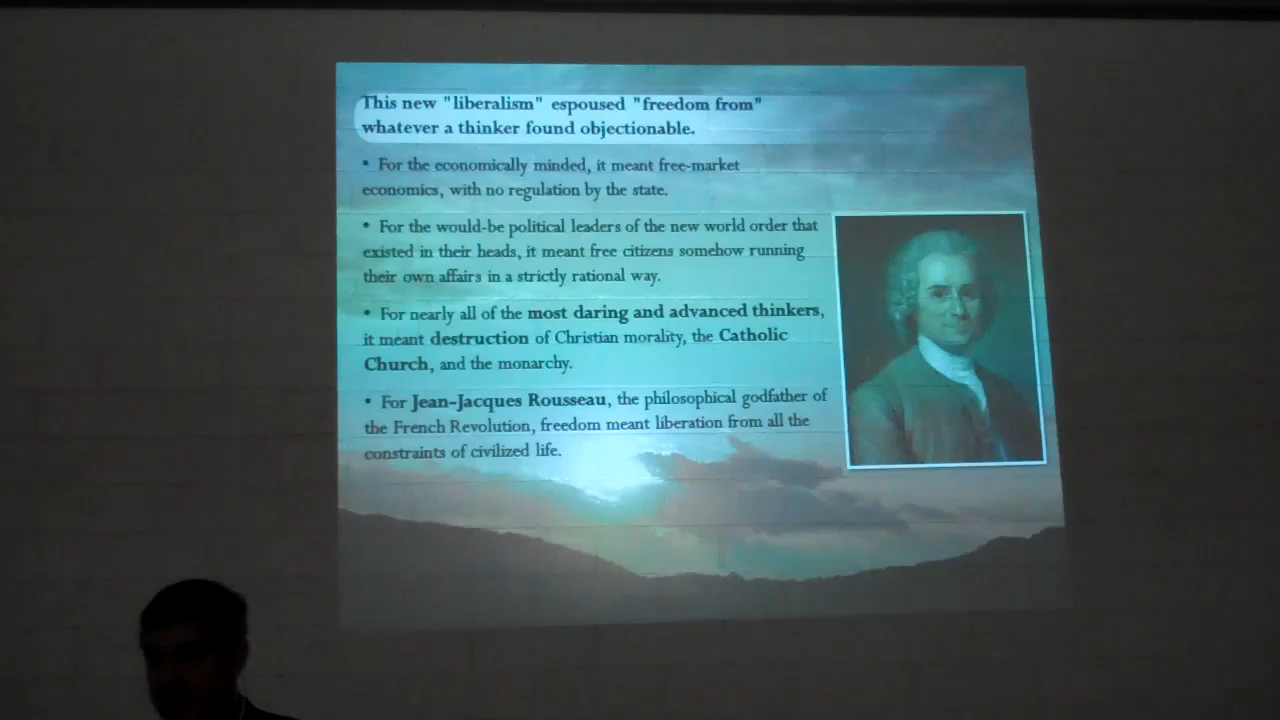 This new "liberalism" espoused "freedom from"
whatever a thinker found objectionable.
• For the economically minded, it meant free-market
economics, with no regulation by the state.
• For the would-be political leaders of the new world order that
existed in their heads, it meant free citizens somehow running
their own affairs in a strictly rational way.
• For nearly all of the most daring and advanced thinkers,
it meant destruction of Christian morality, the Catholic
Church, and the monarchy.
• For Jean-Jacques Rousseau, the philosophical godfather of
the French Revolution, freedom meant liberation from all the
constraints of civilized life.